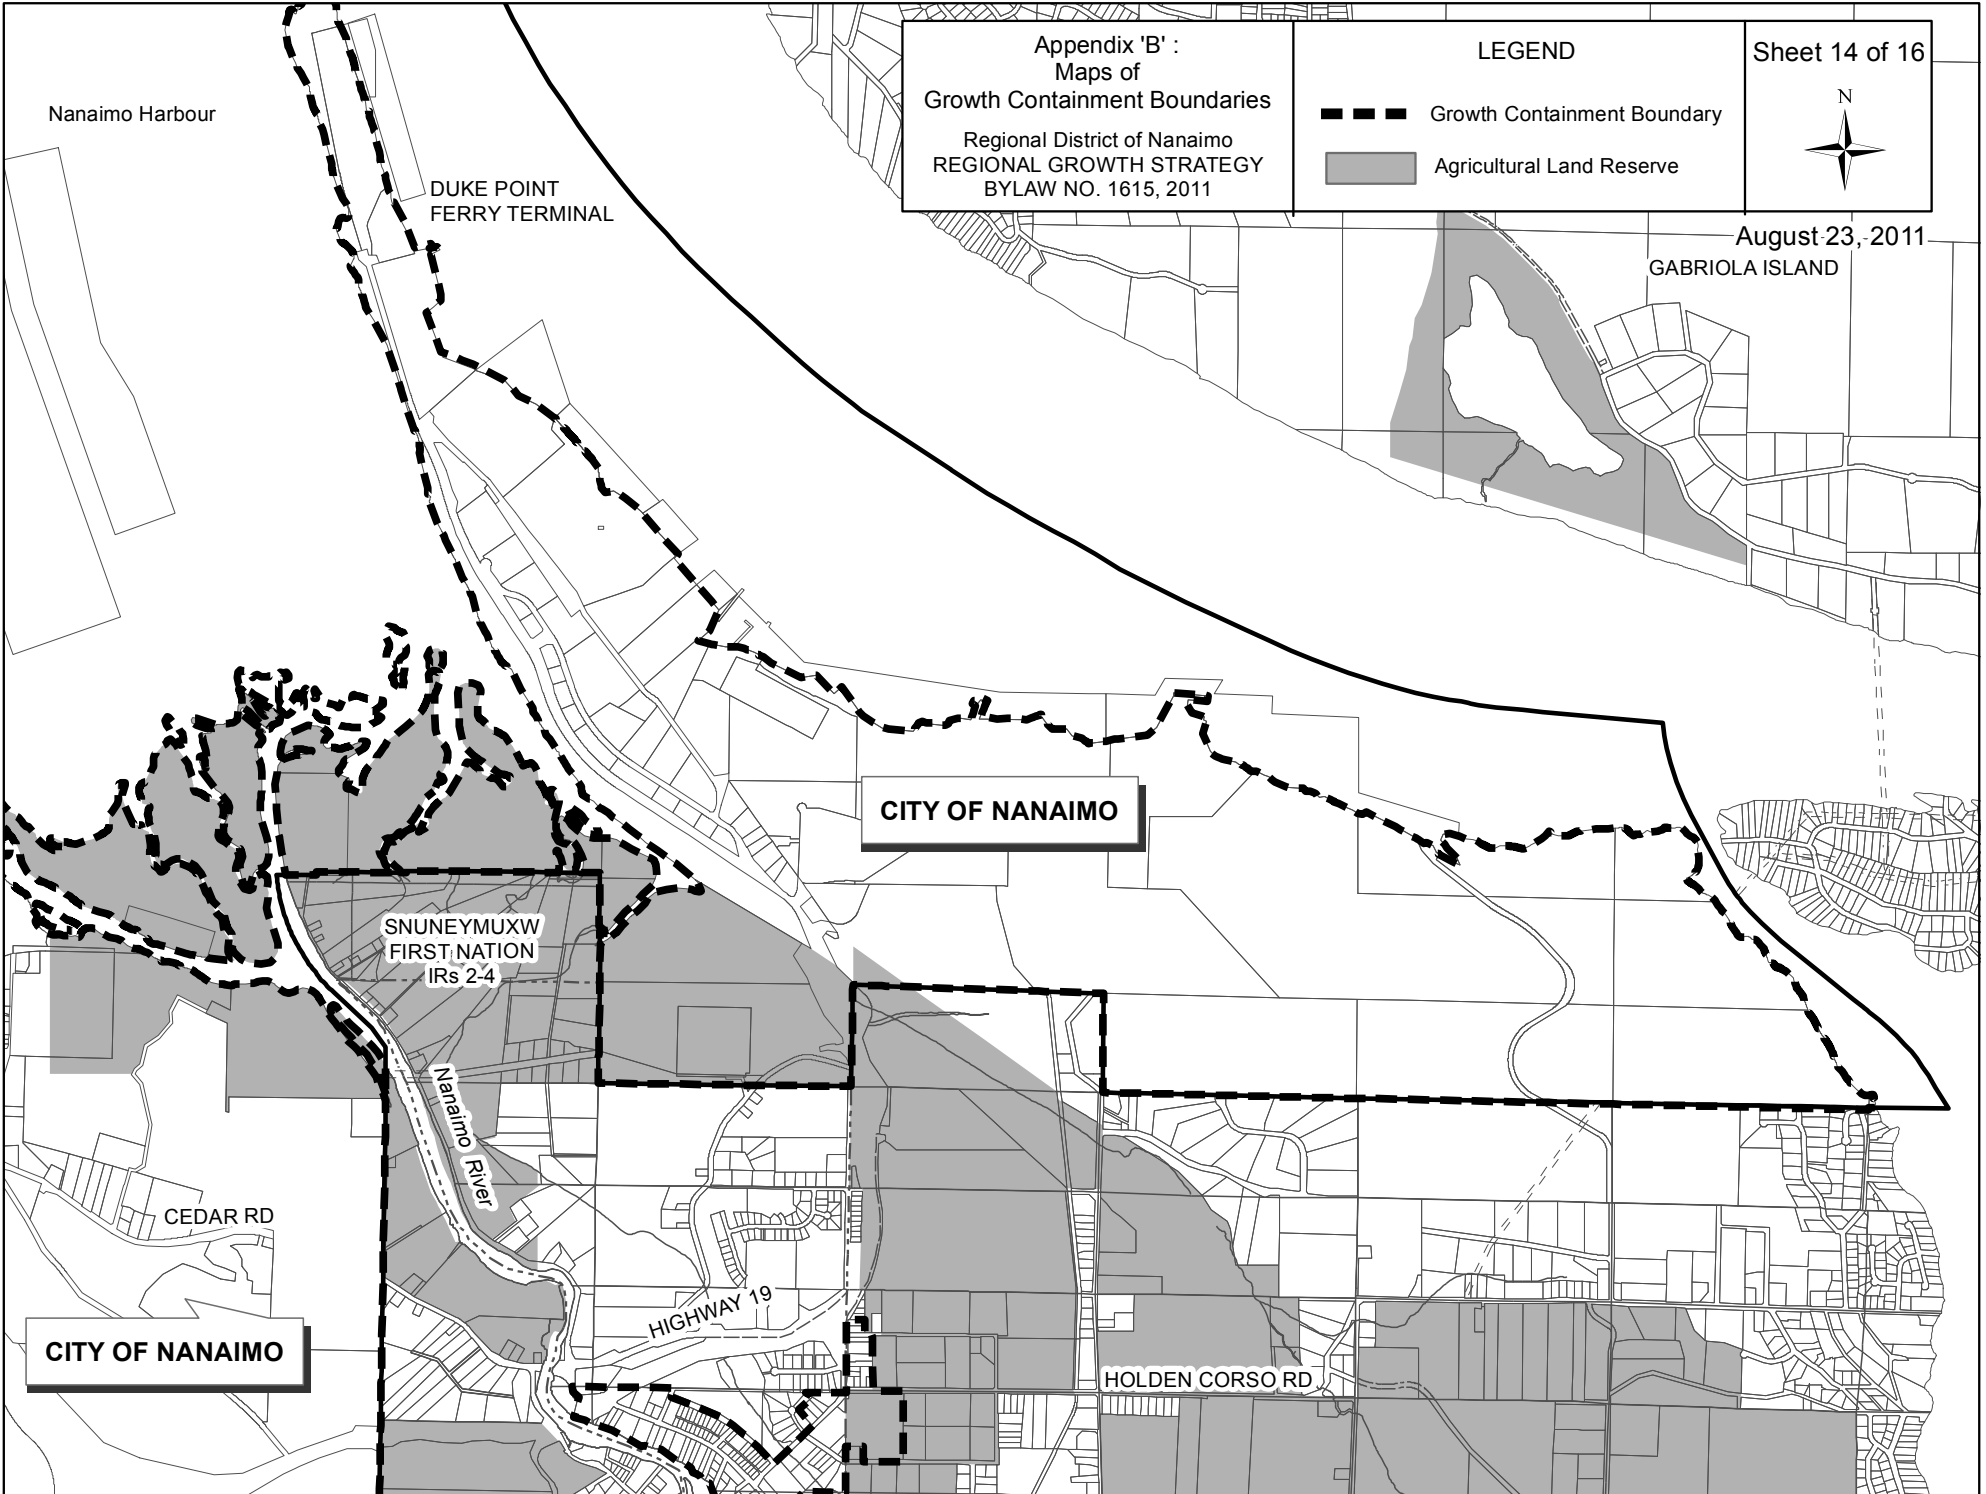 Appendix 'B' :
Maps of
Growth Containment Boundaries
Regional District of Nanaimo
REGIONAL GROWTH STRATEGY
BYLAW NO. 1615, 2011
LEGEND
Growth Containment Boundary
Agricultural Land Reserve
Sheet 14 of 16
N
August 23, 2011
GABRIOLA ISLAND
Nanaimo Harbour
DUKE POINT
FERRY TERMINAL
CITY OF NANAIMO
SNUNEYMUXW
FIRST NATION
IRs 2-4
Nanaimo River
CEDAR RD
HIGHWAY 19
CITY OF NANAIMO
HOLDEN CORSO RD